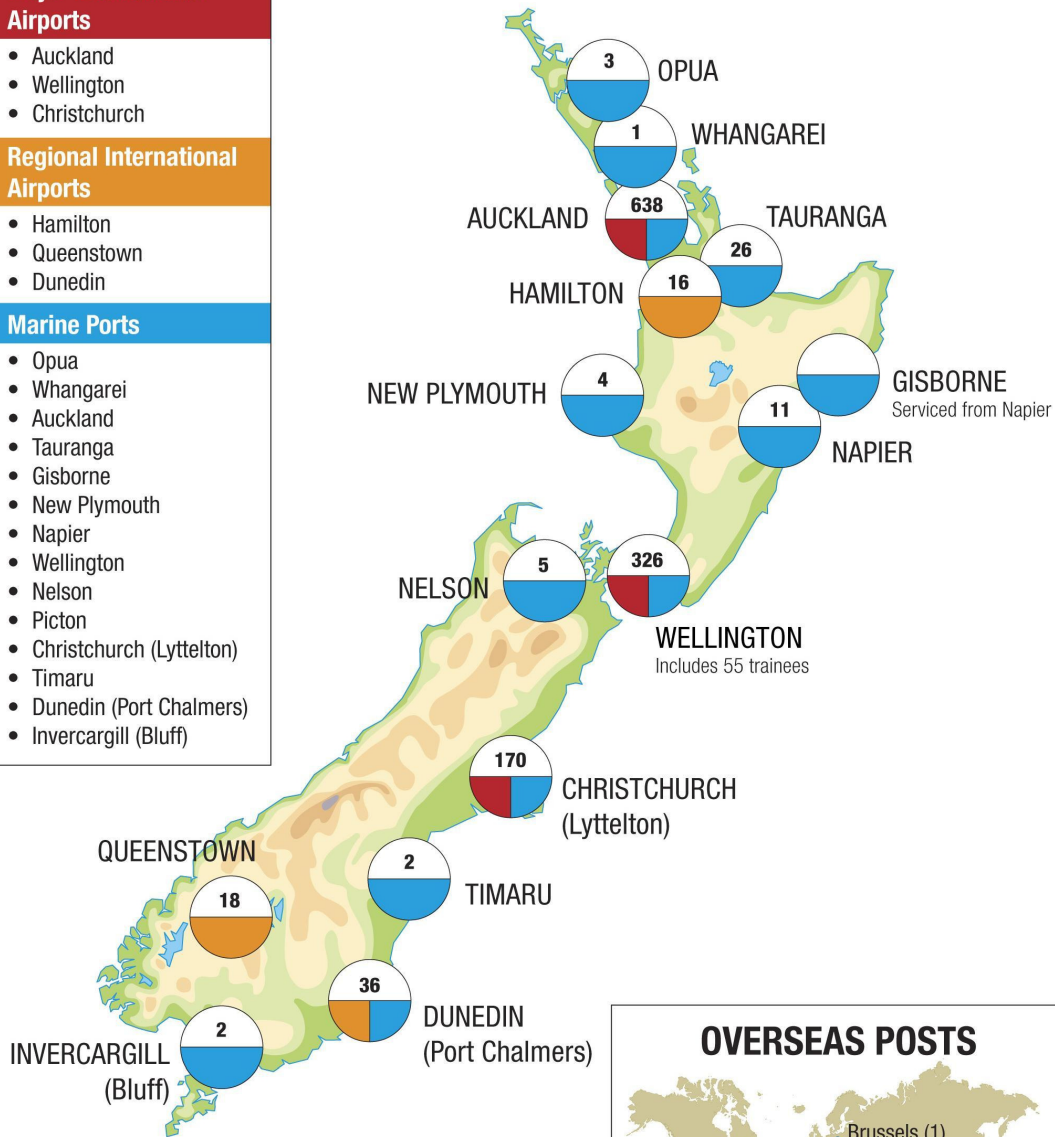 Airports
• Auckland
• Wellington
• Christchurch
Regional International
Airports
• Hamilton
• Queenstown
• Dunedin
Marine Ports
• Opua
• Whangarei
• Auckland
• Tauranga
• Gisborne
• New Plymouth
• Napier
• Wellington
• Nelson
• Picton
• Christchurch (Lyttelton)
• Timaru
• Dunedin (Port Chalmers)
• Invercargill (Bluff)
3
OPUA
1
WHANGAREI
AUCKLAND
638
TAURANGA
26
HAMILTON
16
NEW PLYMOUTH
4
GISBORNE
Serviced from Napier
11
NAPIER
NELSON
5
326
WELLINGTON
Includes 55 trainees
170
CHRISTCHURCH
(Lyttelton)
QUEENSTOWN
18
2
TIMARU
36
DUNEDIN
(Port Chalmers)
INVERCARGILL
(Bluff)
2
OVERSEAS POSTS
Brussels (1)